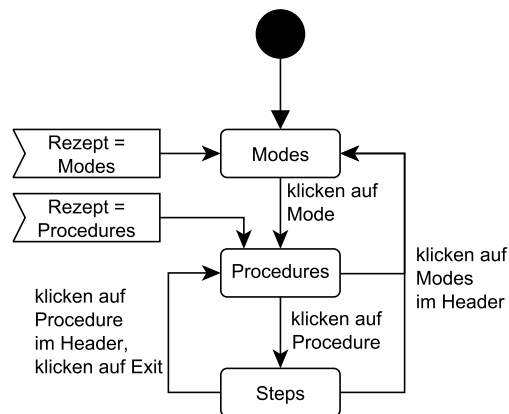 Rezept =
Modes
Modes
klicken auf
Mode
Rezept =
Procedures
Procedures
klicken auf
Modes
im Header
klicken auf
Procedure
im Header,
klicken auf Exit
klicken auf
Procedure
Steps